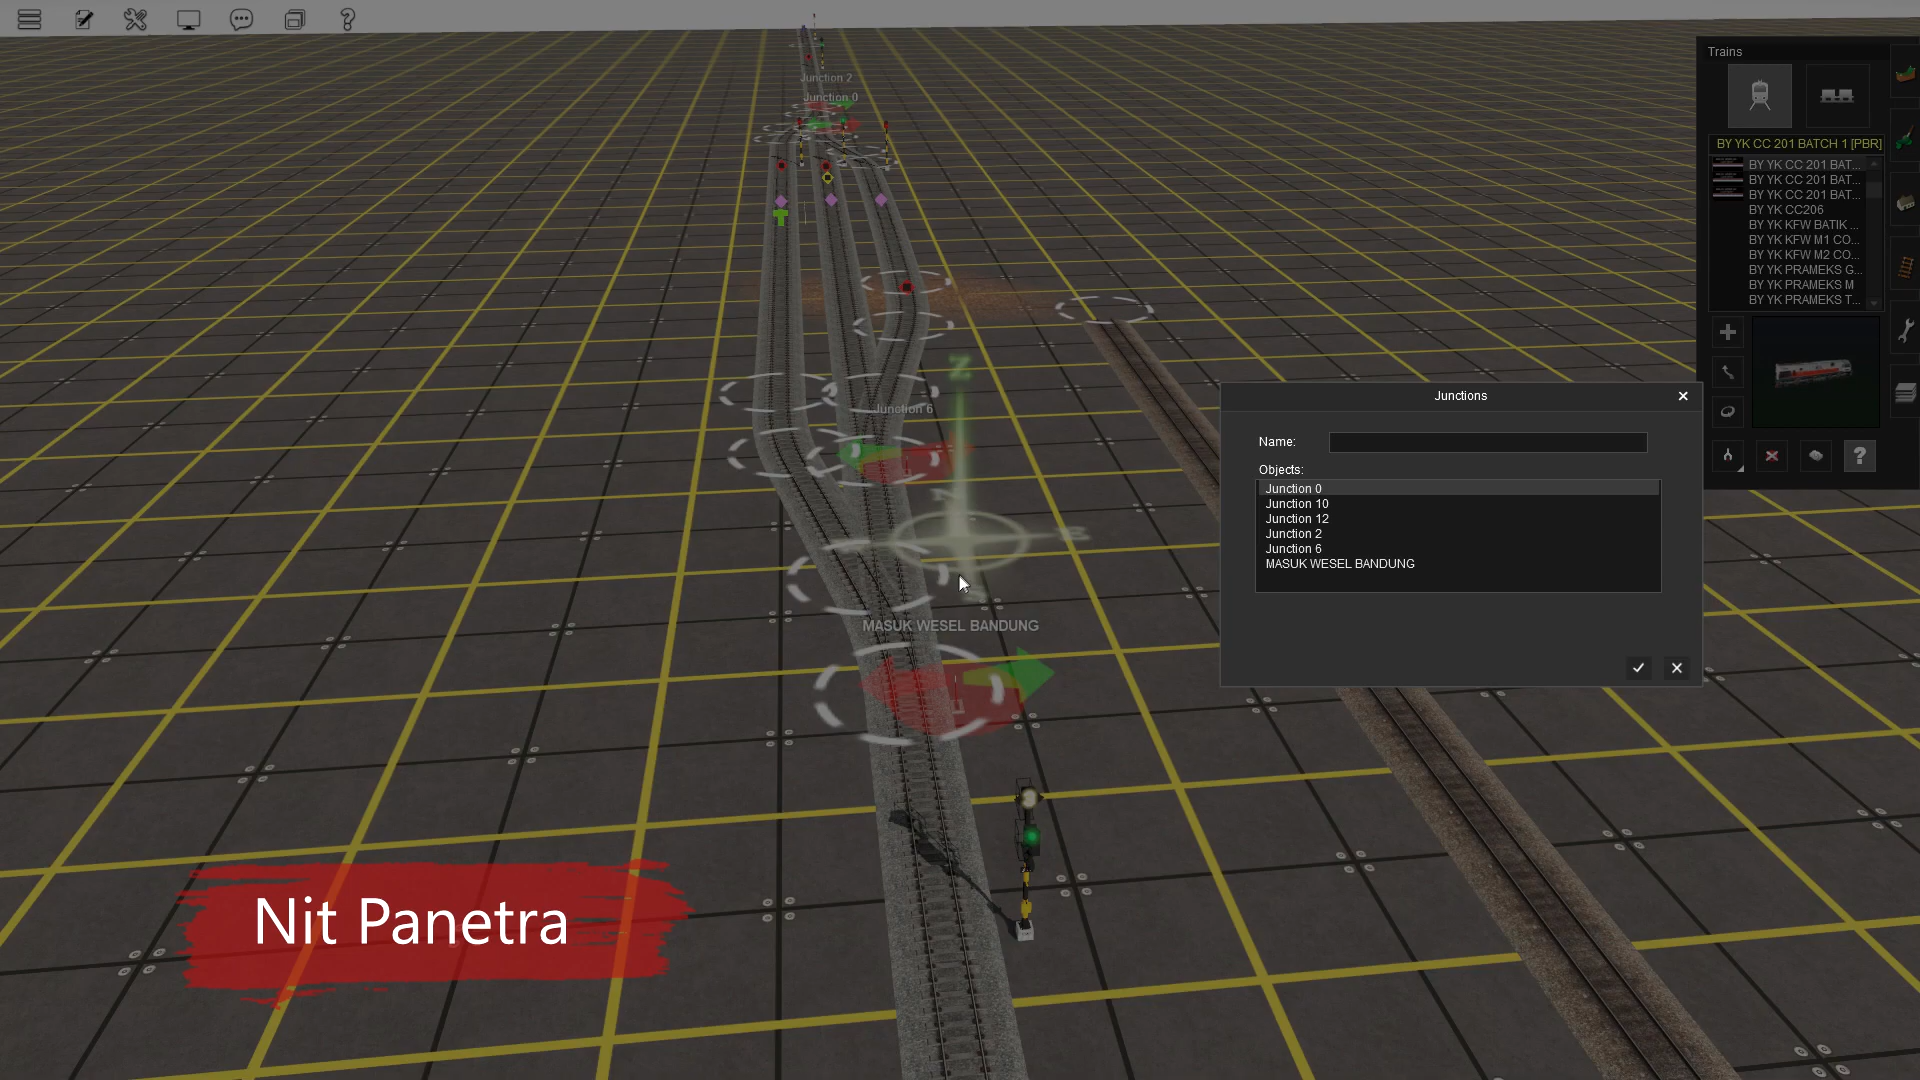 Trains
BY YK CC 201 BATCH 1 [PBR]
BY YK CC 201 BAT...
BY YK CC 201 BAT...
BY YK CC 201 BAT...
BY YK CC206
BY YK KFW BATIK ...
BY YK KFW M1 CO...
BY YK KFW M2 CO...
BY YK PRAMEKS G...
BY YK PRAMEKS M
BY YK PRAMEKS T...
Junction 2
Junction 0
N
Junction 6
MASUK WESEL BANDUNG
Junctions
Name:
Objects:
Junction 0
Junction 10
Junction 12
Junction 2
Junction 6
MASUK WESEL BANDUNG
Nit Panetra